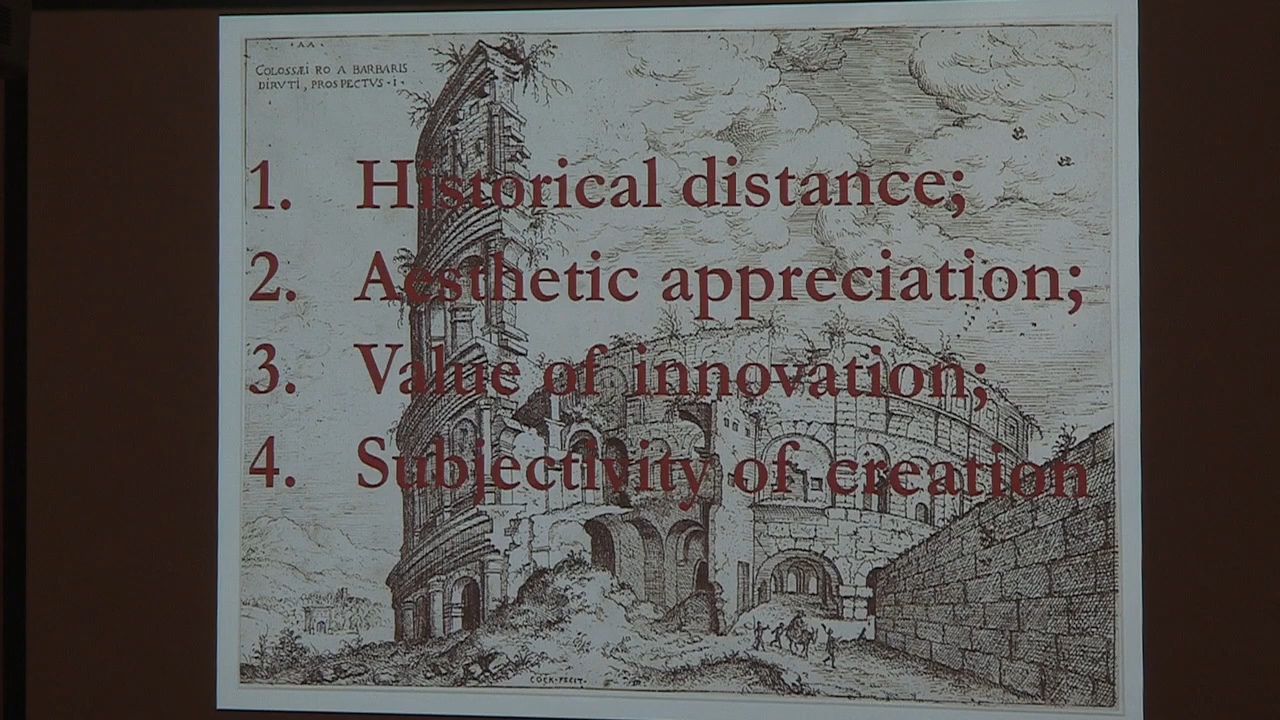 · A A ·
COLOSSÆI RO A BARBARIS
DIRVTI, PROSPECTVS · I ·
1. Historical distance;
2. Aesthetic appreciation;
3. Value of innovation;
4. Subjectivity of creation
COCK · FECIT ·